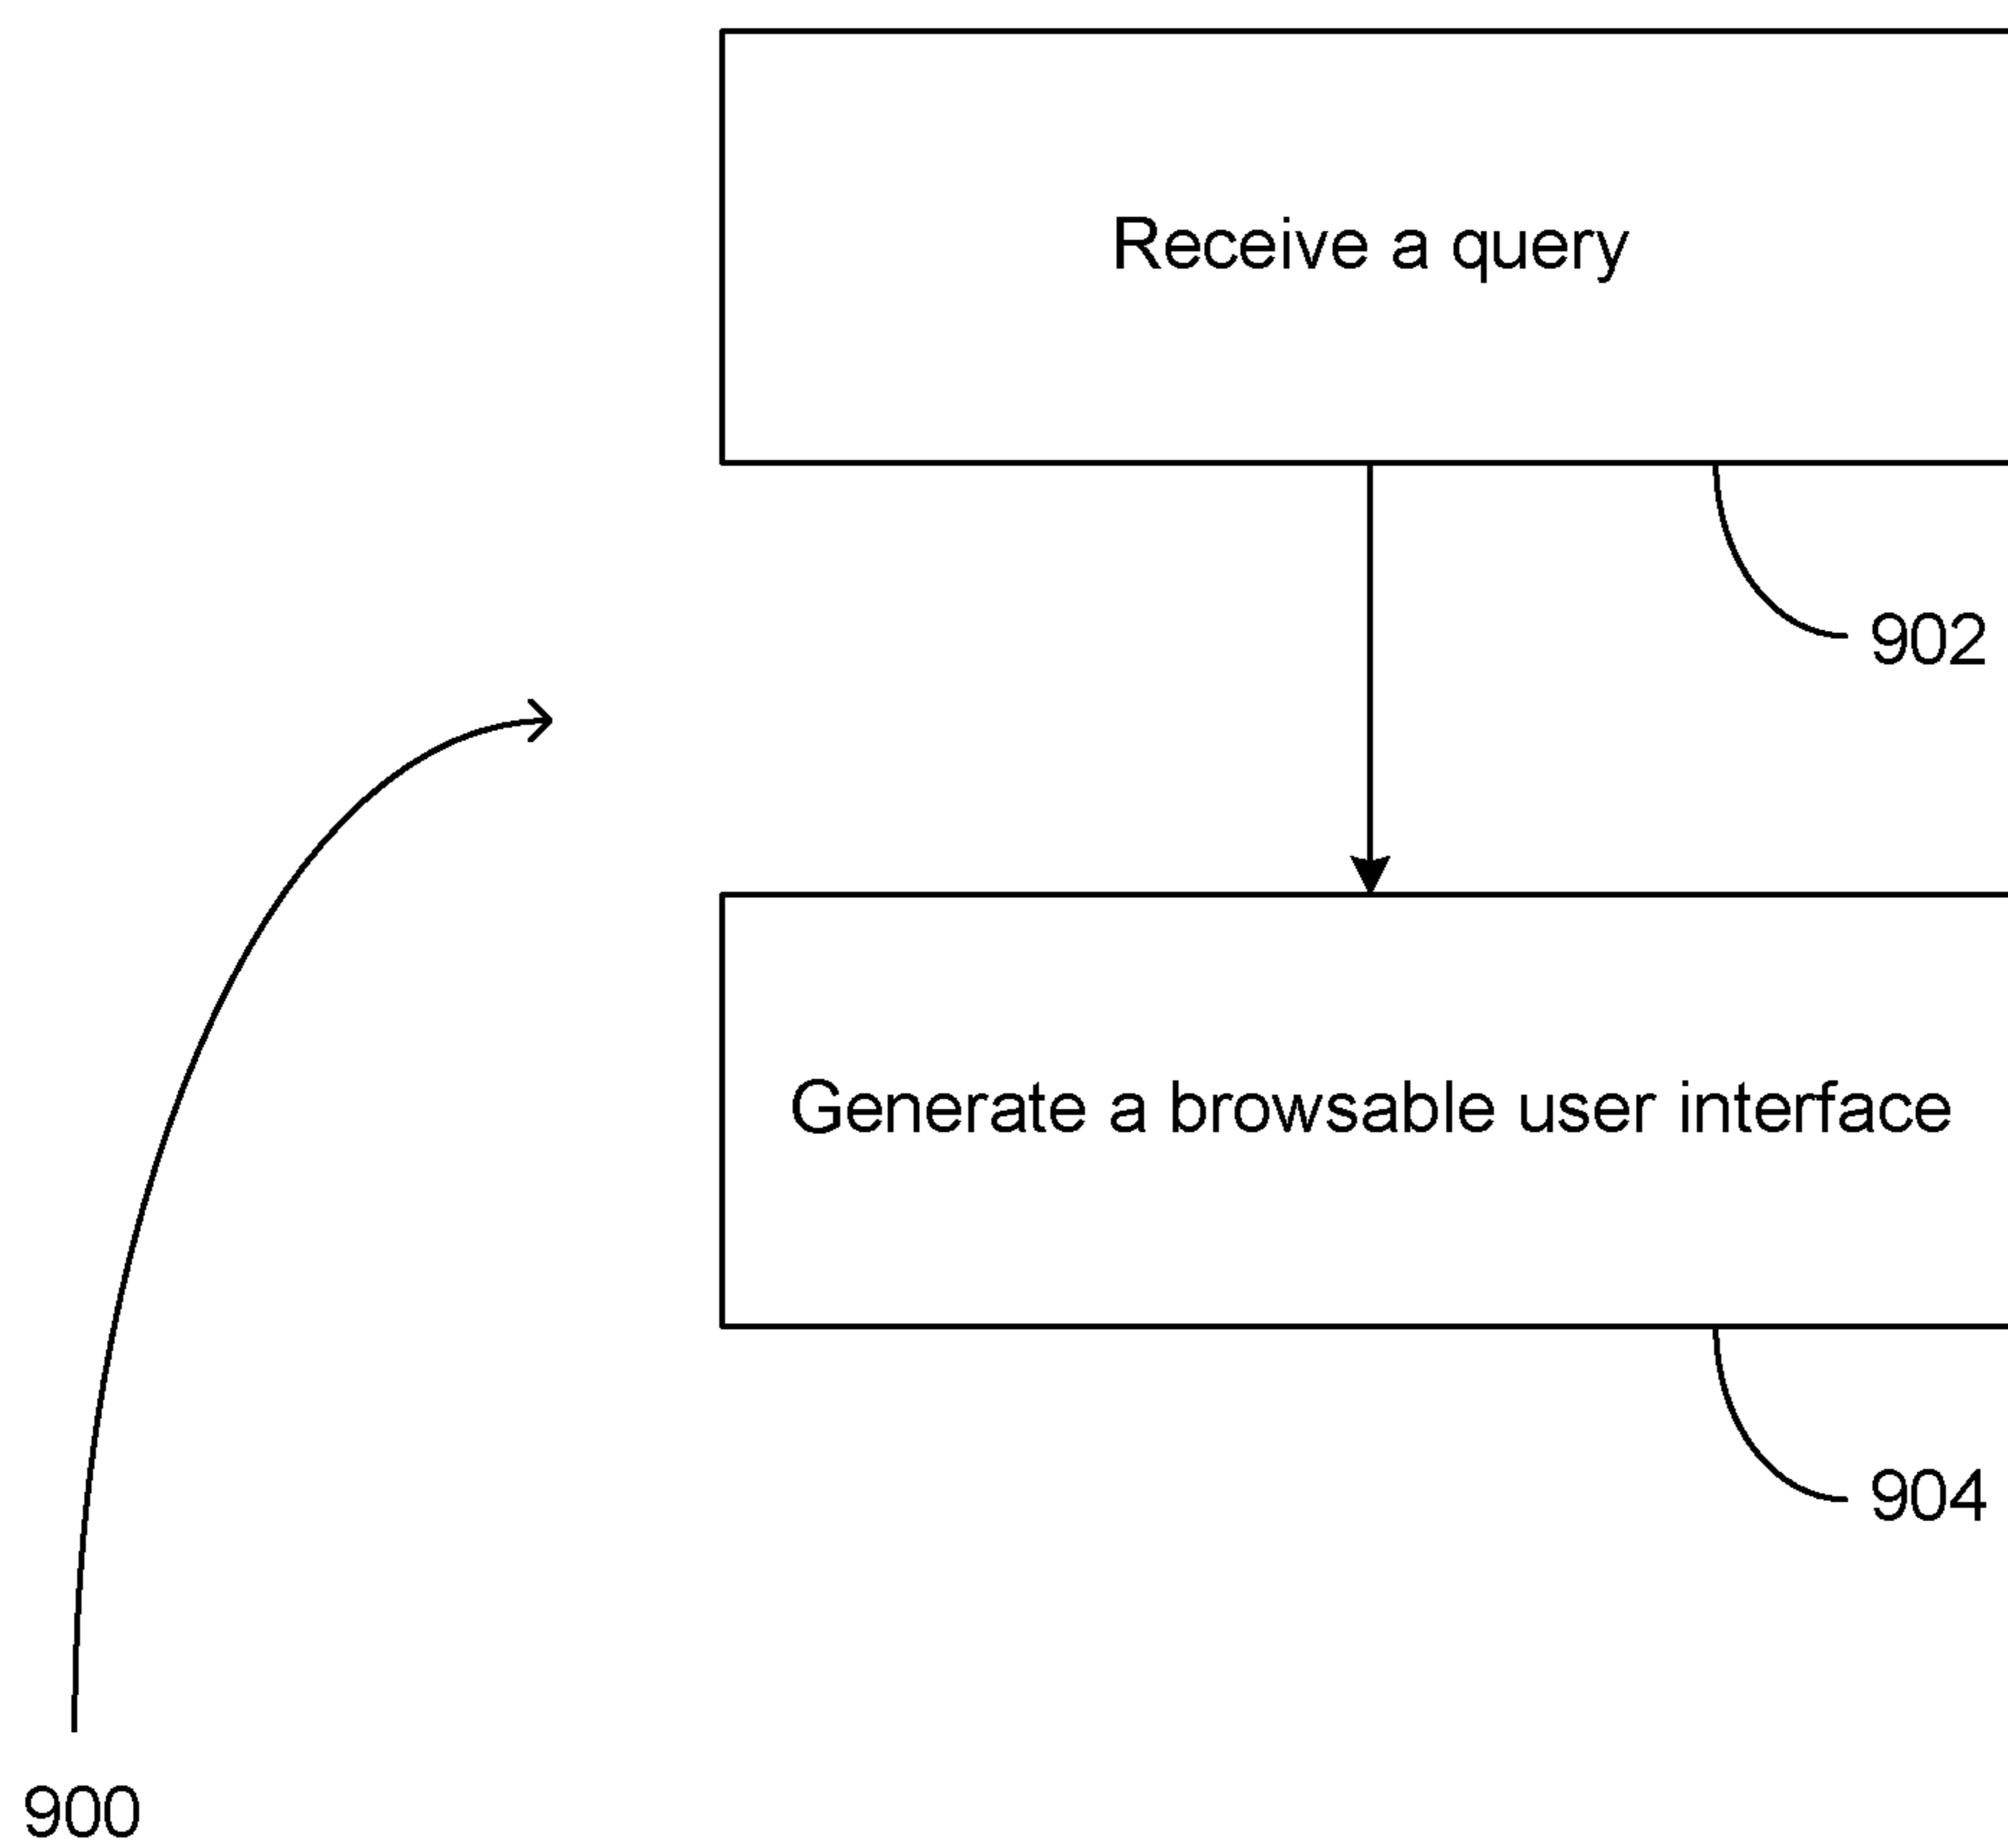 Receive a query
902
Generate a browsable user interface
904
900